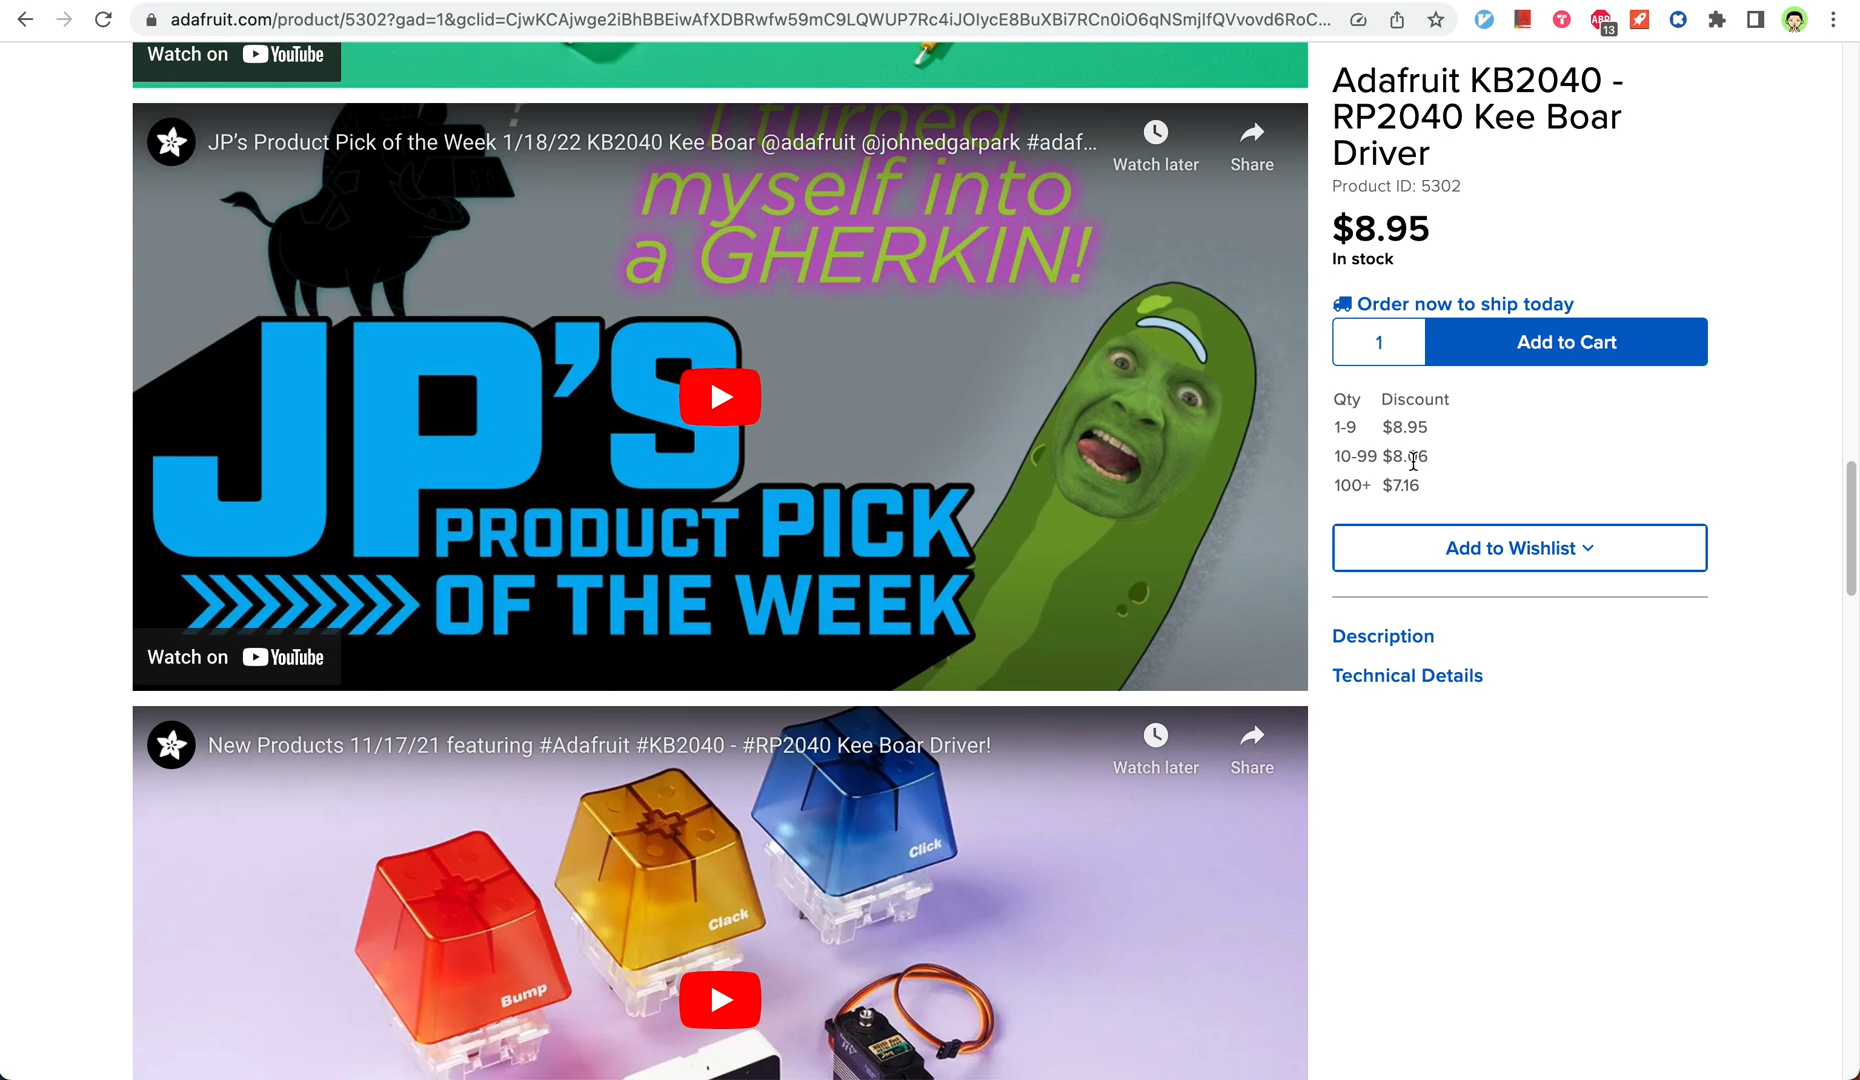 adafruit.com/product/5302?gad=1&gclid=CjwKCAjwge2iBhBBEiwAfXDBRwfw59mC9LQWUP7Rc4iJOIycE8BuXBi7RCn0iO6qNSmjIfQVvovd6RoC...
ABP
13
Watch on YouTube
JP's Product Pick of the Week 1/18/22 KB2040 Kee Boar @adafruit @johnedgarpark #adaf...
Watch later
Share
I turned
myself into
a GHERKIN!
JP'S
PRODUCT PICK
OF THE WEEK
Watch on YouTube
New Products 11/17/21 featuring #Adafruit #KB2040 - #RP2040 Kee Boar Driver!
Watch later
Share
Click
Clack
Bump
Adafruit KB2040 -
RP2040 Kee Boar
Driver
Product ID: 5302
$8.95
In stock
Order now to ship today
1
Add to Cart
Qty Discount
1-9 $8.95
10-99 $8.06
100+ $7.16
Add to Wishlist
Description
Technical Details